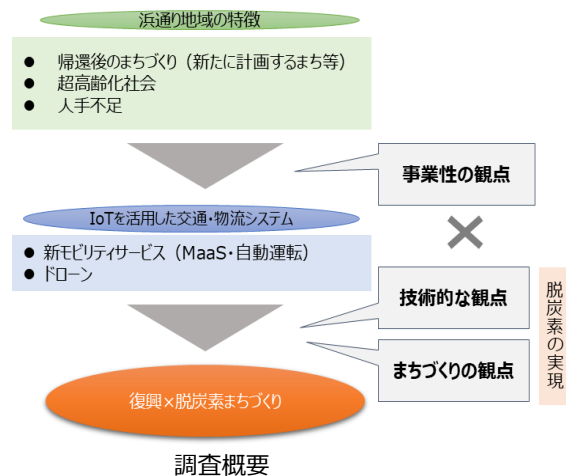 浜通り地域の特徴
● 帰還後のまちづくり（新たに計画するまち等）
● 超高齢化社会
● 人手不足
事業性の観点
IoTを活用した交通・物流システム
● 新モビリティサービス（MaaS・自動運転）
● ドローン
技術的な観点
まちづくりの観点
脱炭素の実現
復興×脱炭素まちづくり
調査概要